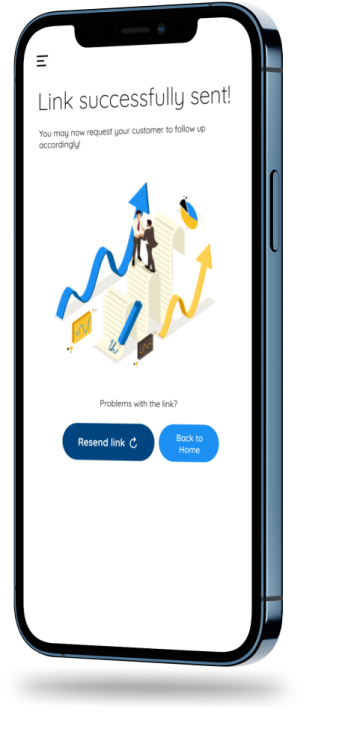 Link successfully sent!
You may now request your customer to follow up
accordingly!
Problems with the link?
Resend link
Back to
Home